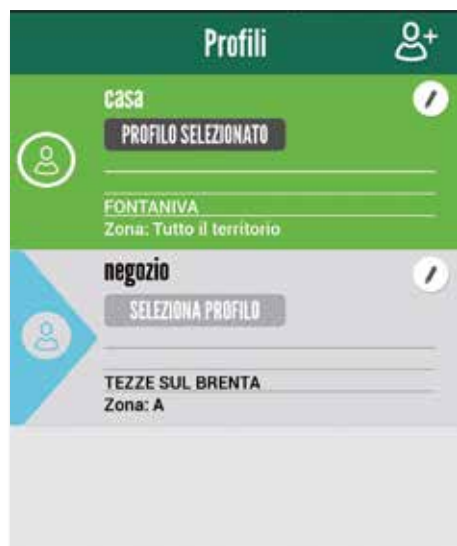 Profili
casa
PROFILO SELEZIONATO
FONTANIVA
Zona: Tutto il territorio
negozio
SELEZIONA PROFILO
TEZZE SUL BRENTA
Zona: A